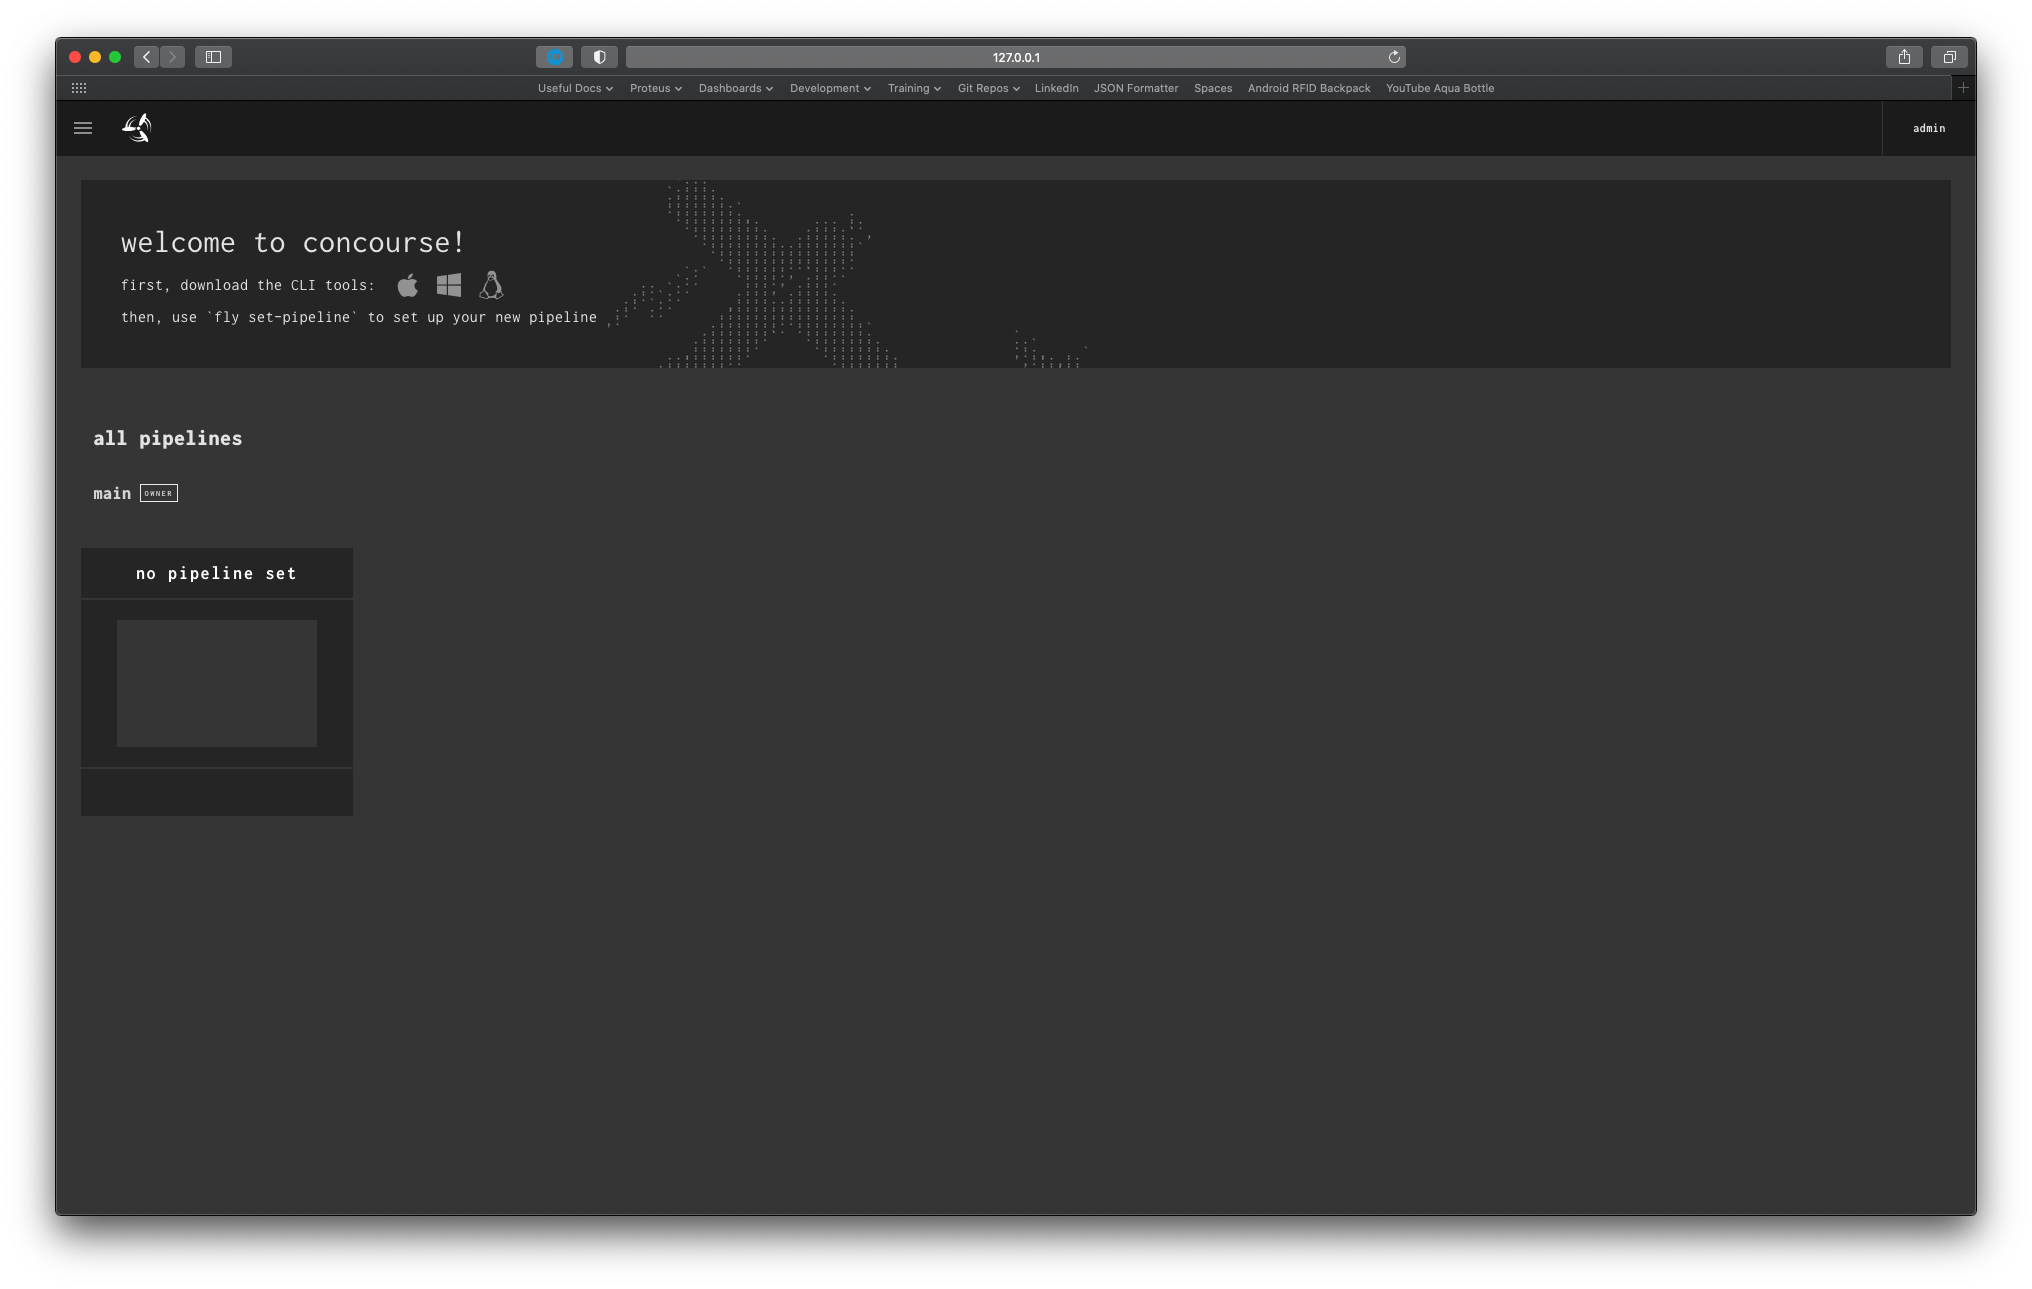 127.0.0.1
Useful Docs Proteus Dashboards Development Training Git Repos LinkedIn JSON Formatter Spaces Android RFID Backpack YouTube Aqua Bottle
admin
welcome to concourse!
first, download the CLI tools:
then, use `fly set-pipeline` to set up your new pipeline
all pipelines
main OWNER
no pipeline set